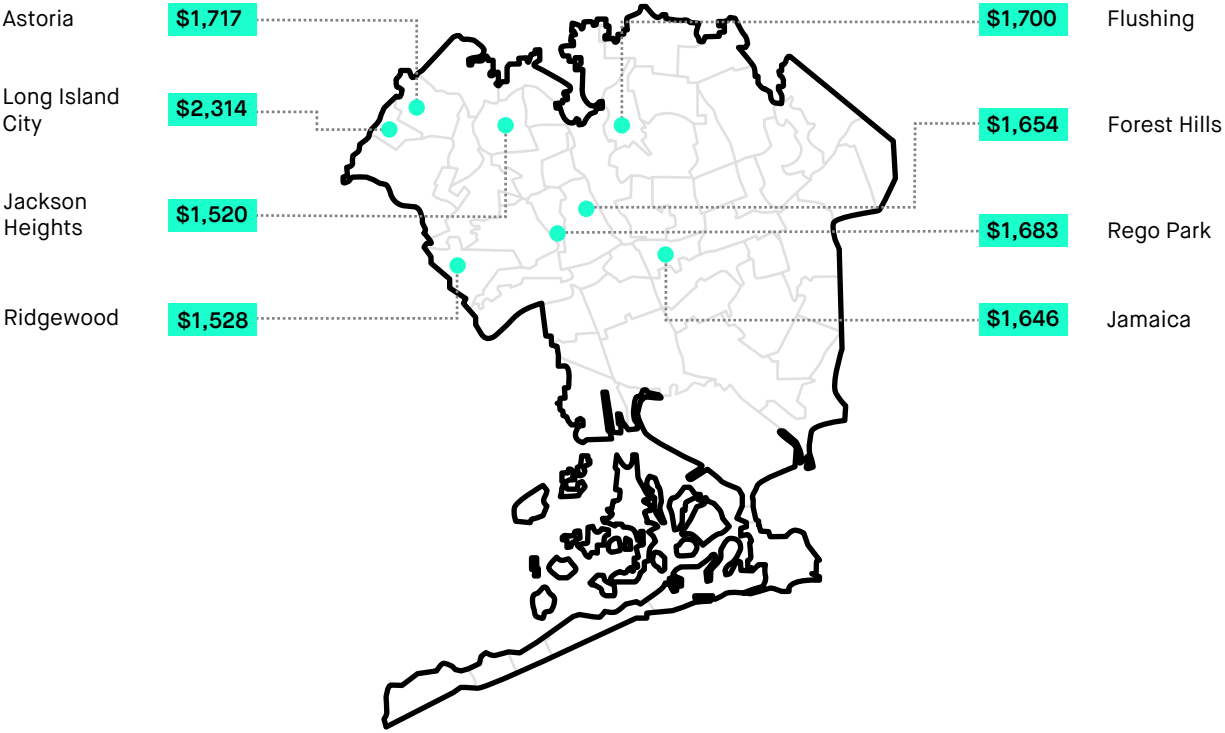 Astoria
$1,717
Long Island
City
$2,314
Jackson
Heights
$1,520
Ridgewood
$1,528
$1,700
Flushing
$1,654
Forest Hills
$1,683
Rego Park
$1,646
Jamaica